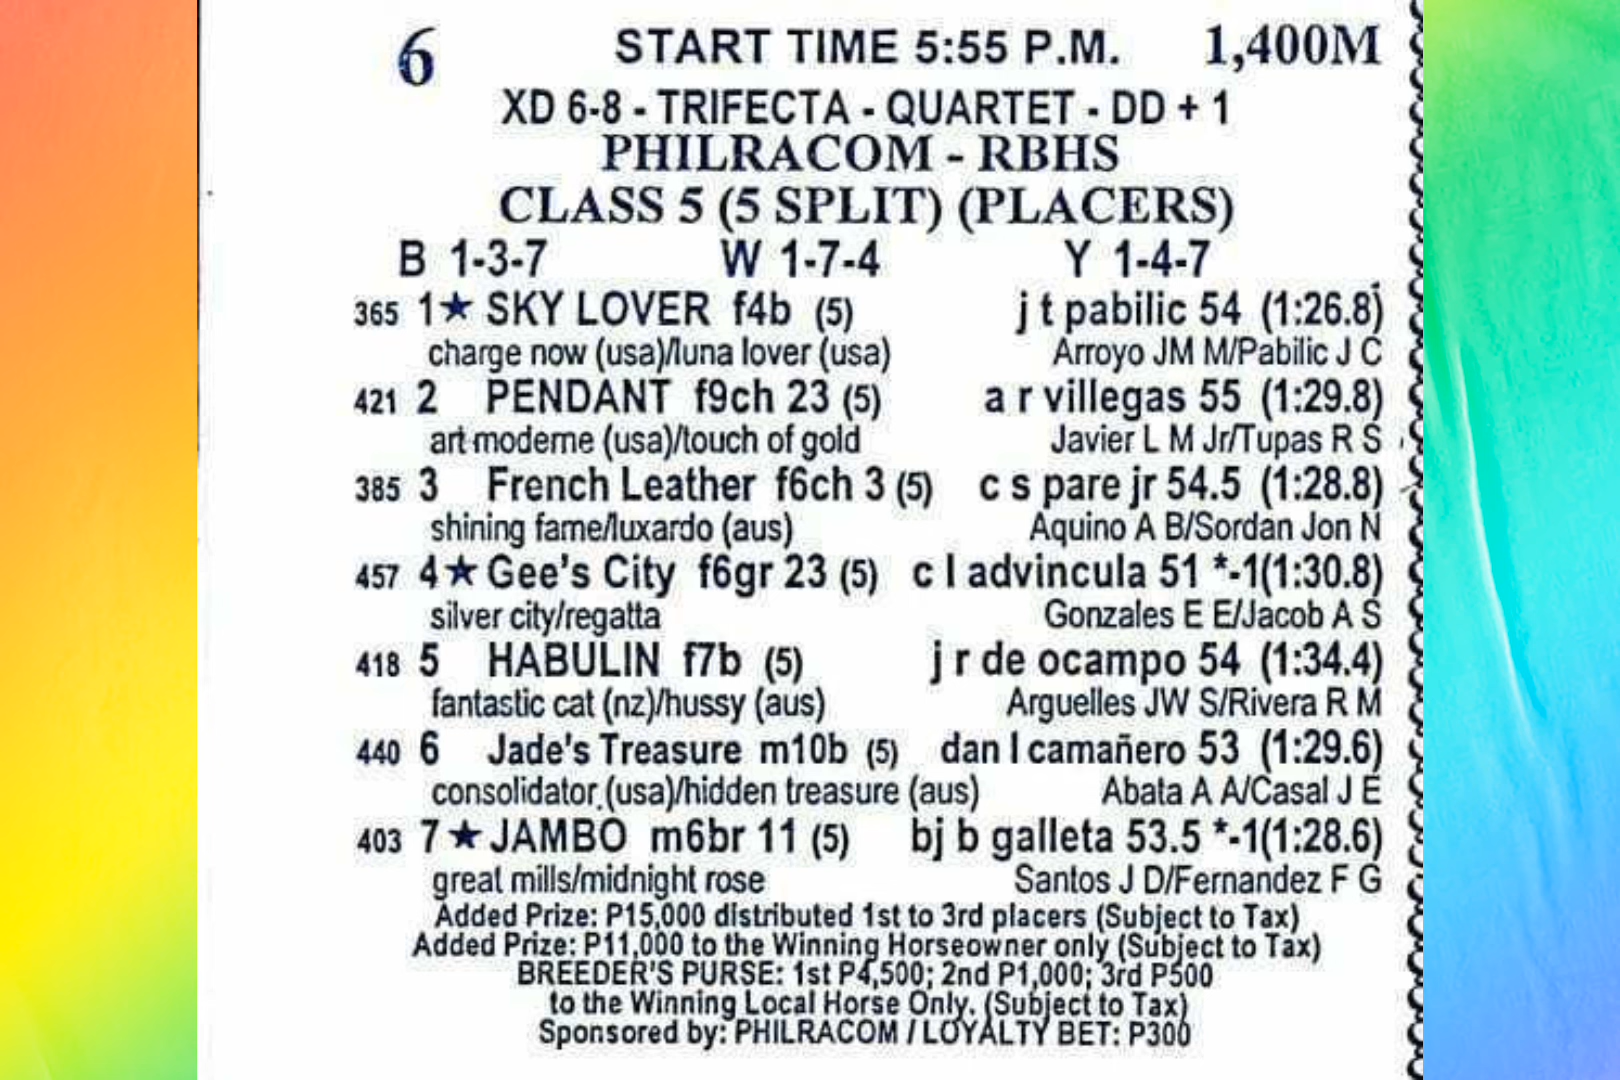 6 START TIME 5:55 P.M. 1,400M
XD 6-8 - TRIFECTA - QUARTET - DD + 1
PHILRACOM - RBHS
CLASS 5 (5 SPLIT) (PLACERS)
B 1-3-7 W 1-7-4 Y 1-4-7
365 1★ SKY LOVER f4b (5) j t pabilic 54 (1:26.8)
charge now (usa)/luna lover (usa) Arroyo JM M/Pabilic J C
421 2 PENDANT f9ch 23 (5) a r villegas 55 (1:29.8)
art moderne (usa)/touch of gold Javier L M Jr/Tupas R S
385 3 French Leather f6ch 3 (5) c s pare jr 54.5 (1:28.8)
shining fame/luxardo (aus) Aquino A B/Sordan Jon N
457 4★ Gee's City f6gr 23 (5) c l advincula 51 *-1(1:30.8)
silver city/regatta Gonzales E E/Jacob A S
418 5 HABULIN f7b (5) j r de ocampo 54 (1:34.4)
fantastic cat (nz)/hussy (aus) Arguelles JW S/Rivera R M
440 6 Jade's Treasure m10b (5) dan l camañero 53 (1:29.6)
consolidator (usa)/hidden treasure (aus) Abata A A/Casal J E
403 7★ JAMBO m6br 11 (5) bj b galleta 53.5 *-1(1:28.6)
great mills/midnight rose Santos J D/Fernandez F G
Added Prize: P15,000 distributed 1st to 3rd placers (Subject to Tax)
Added Prize: P11,000 to the Winning Horseowner only (Subject to Tax)
BREEDER'S PURSE: 1st P4,500; 2nd P1,000; 3rd P500
to the Winning Local Horse Only. (Subject to Tax)
Sponsored by: PHILRACOM / LOYALTY BET: P300